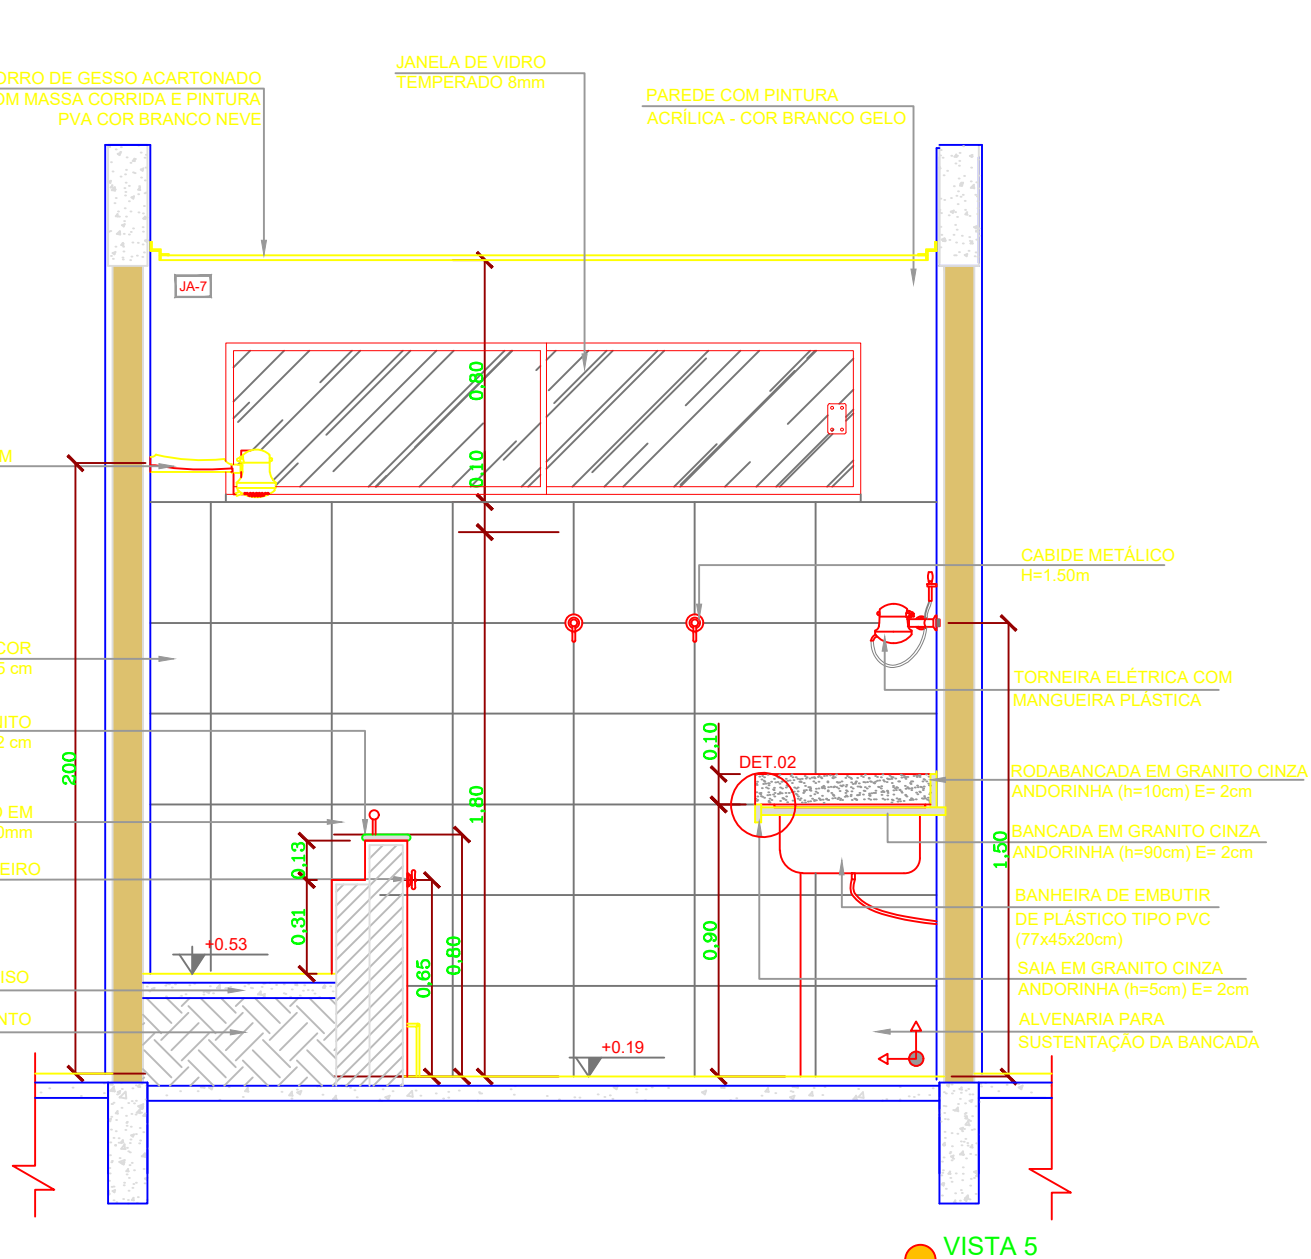 JANELA DE VIDRO
TEMPERADO 8mm
ORRO DE GESSO ACARTONADO
OM MASSA CORRIDA E PINTURA
PVA COR BRANCO NEVE
PAREDE COM PINTURA
ACRÍLICA - COR BRANCO GELO
JA-7
0,80
0,10
M
CABIDE METÁLICO
H=1.50m
COR
5 cm
TORNEIRA ELÉTRICA COM
MANGUEIRA PLÁSTICA
NITO
2 cm
200
0,10
DET.02
RODABANCADA EM GRANITO CINZA
ANDORINHA (h=10cm) E= 2cm
1,80
O EM
0mm
BANCADA EM GRANITO CINZA
ANDORINHA (h=90cm) E= 2cm
1,50
0,13
EIRO
BANHEIRA DE EMBUTIR
DE PLÁSTICO TIPO PVC
(77x45x20cm)
0,31
+0.53
0,80
0,90
0,65
ISO
SAIA EM GRANITO CINZA
ANDORINHA (h=5cm) E= 2cm
NTO
ALVENARIA PARA
SUSTENTAÇÃO DA BANCADA
+0.19
VISTA 5